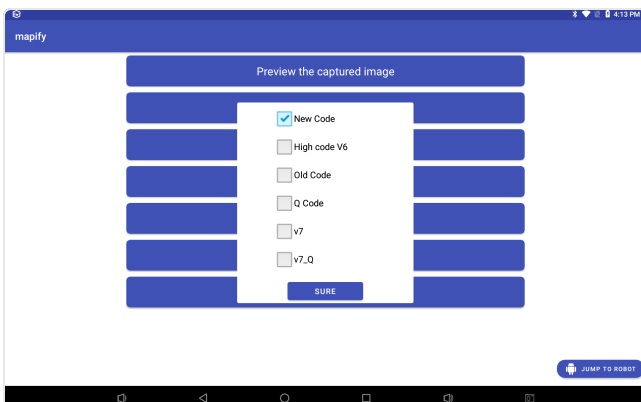 4:13 PM
mapify
Preview the captured image
New Code
High code V6
Old Code
Q Code
v7
v7_Q
SURE
JUMP TO ROBOT